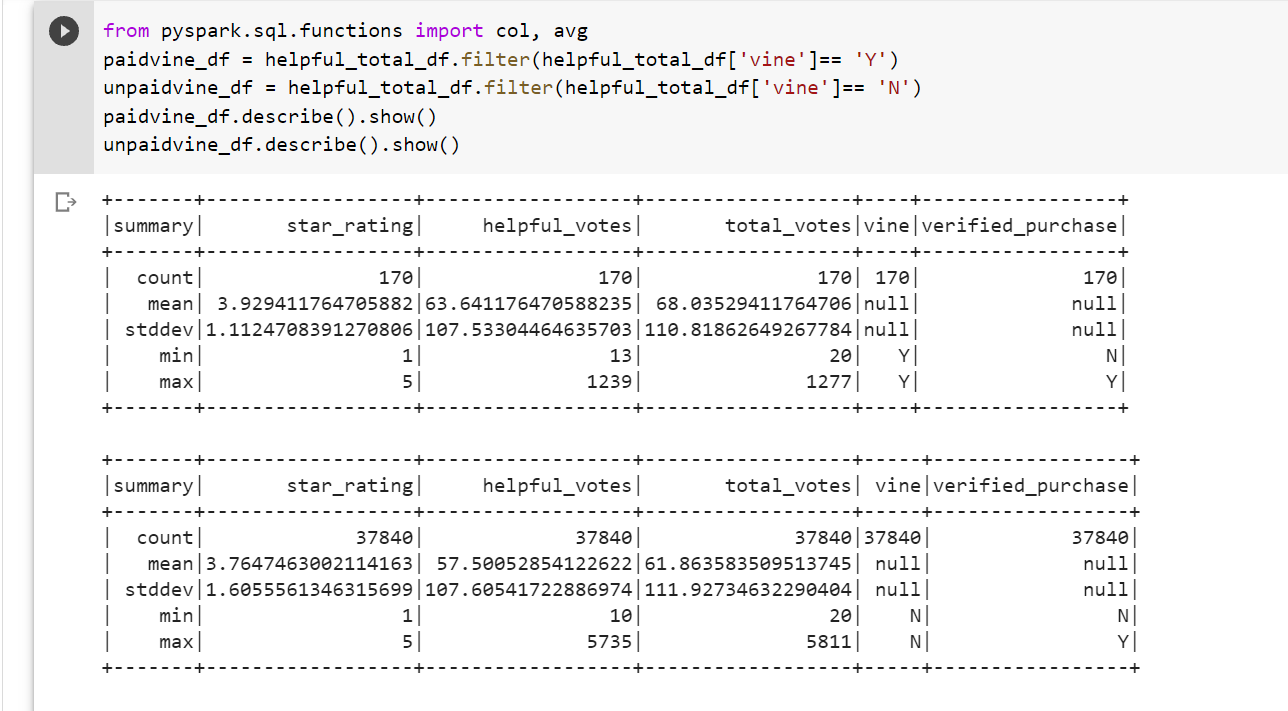 from pyspark.sql.functions import col, avg
paidvine_df = helpful_total_df.filter(helpful_total_df['vine']== 'Y')
unpaidvine_df = helpful_total_df.filter(helpful_total_df['vine']== 'N')
paidvine_df.describe().show()
unpaidvine_df.describe().show()
+-------+------------------+------------------+------------------+----+-----------------+
|summary|       star_rating|     helpful_votes|       total_votes|vine|verified_purchase|
+-------+------------------+------------------+------------------+----+-----------------+
|  count|               170|               170|               170| 170|              170|
|   mean| 3.929411764705882|63.641176470588235| 68.03529411764706|null|             null|
| stddev|1.1124708391270806|107.53304464635703|110.81862649267784|null|             null|
|    min|                 1|                13|                20|   Y|                N|
|    max|                 5|              1239|              1277|   Y|                Y|
+-------+------------------+------------------+------------------+----+-----------------+
+-------+------------------+------------------+------------------+-----+-----------------+
|summary|       star_rating|     helpful_votes|       total_votes| vine|verified_purchase|
+-------+------------------+------------------+------------------+-----+-----------------+
|  count|             37840|             37840|             37840|37840|            37840|
|   mean|3.7647463002114163| 57.50052854122622|61.863583509513745| null|             null|
| stddev|1.6055561346315699|107.60541722886974|111.92734632290404| null|             null|
|    min|                 1|                10|                20|    N|                N|
|    max|                 5|              5735|              5811|    N|                Y|
+-------+------------------+------------------+------------------+-----+-----------------+